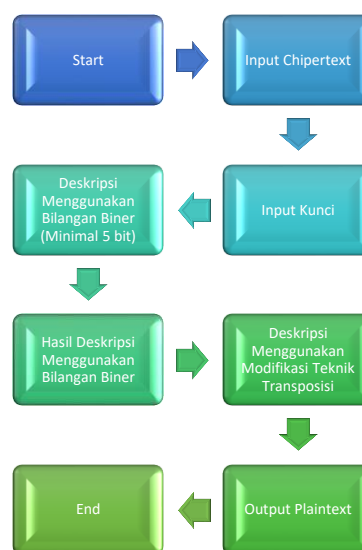 Start
Input Chipertext
Input Kunci
Deskripsi
Menggunakan
Bilangan Biner
(Minimal 5 bit)
Hasil Deskripsi
Menggunakan
Bilangan Biner
Deskripsi
Menggunakan
Modifikasi Teknik
Transposisi
Output Plaintext
End